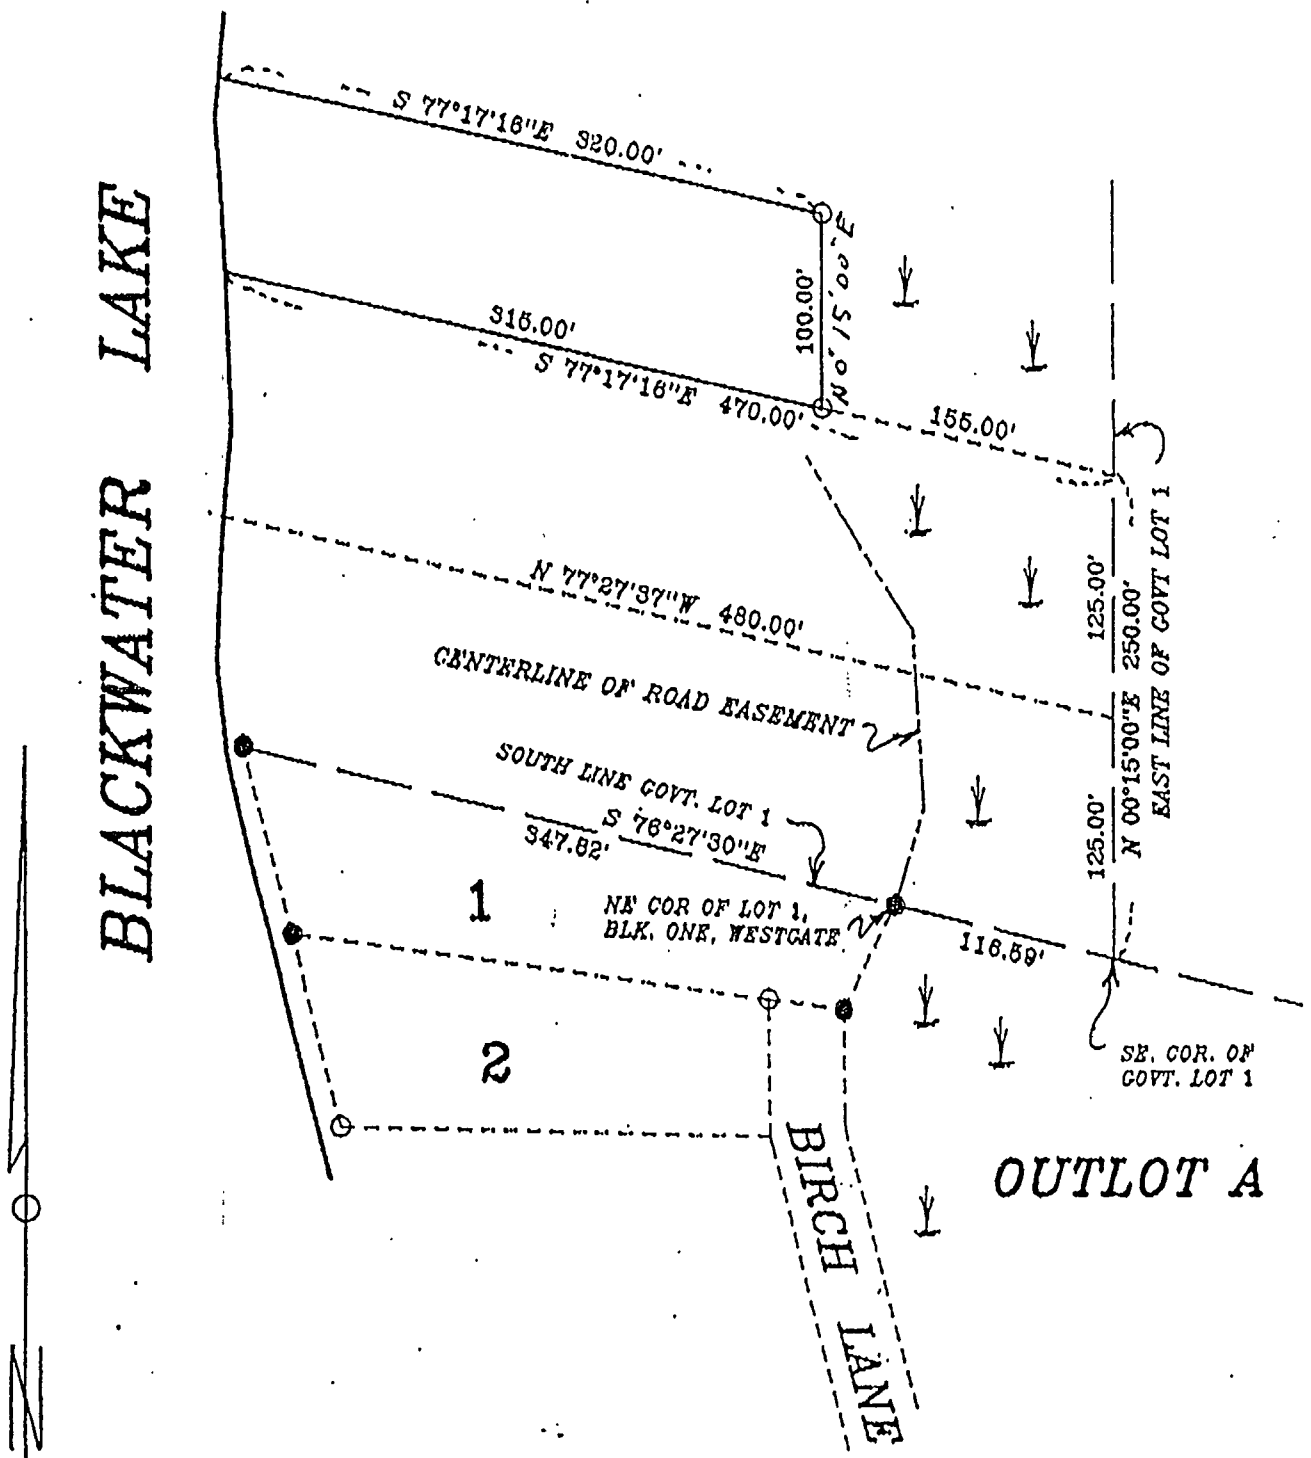 BLACKWATER LAKE
S 77°17'16"E 320.00'
100.00'
N 0°15'00"E
315.00'
S 77°17'16"E 470.00'
155.00'
N 77°27'37"W 480.00'
125.00'
125.00'
N 00°15'00"E 250.00'
EAST LINE OF GOVT LOT 1
CENTERLINE OF ROAD EASEMENT
SOUTH LINE GOVT. LOT 1
S 76°27'30"E
347.82'
1
NE COR OF LOT 1,
BLK. ONE, WESTGATE
116.59'
SE. COR. OF
GOVT. LOT 1
2
OUTLOT A
BIRCH LANE
N